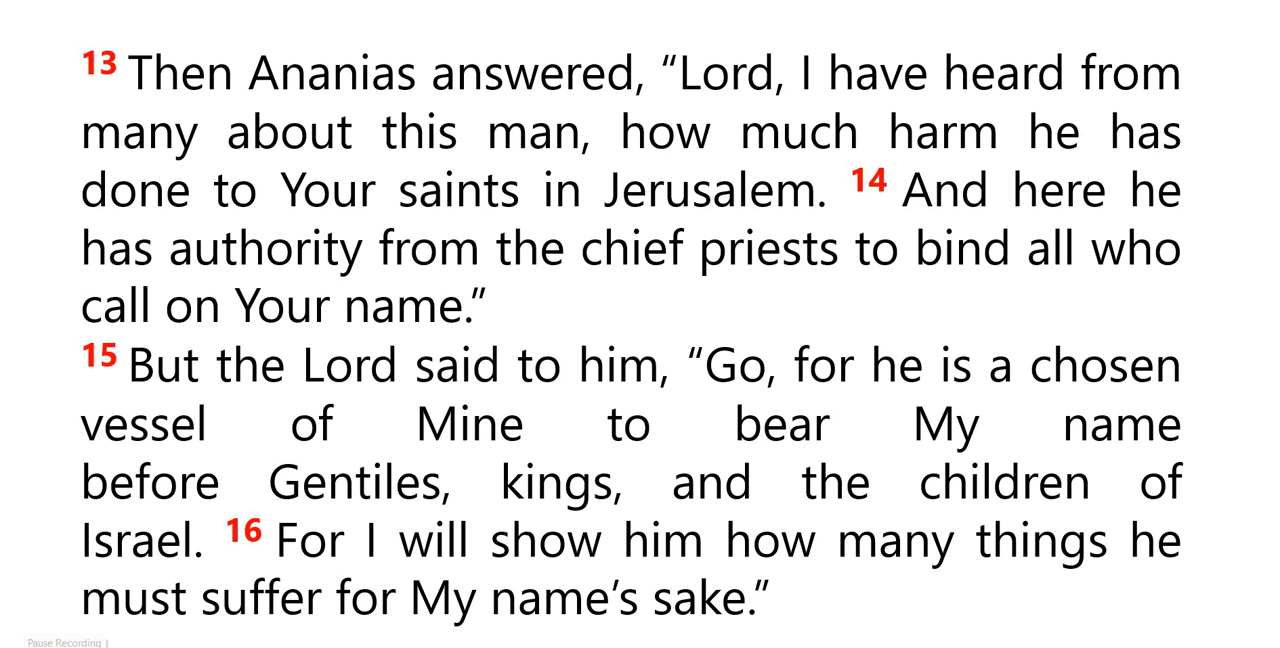 13 Then Ananias answered, “Lord, I have heard from
many about this man, how much harm he has
done to Your saints in Jerusalem. 14 And here he
has authority from the chief priests to bind all who
call on Your name.”
15 But the Lord said to him, “Go, for he is a chosen
vessel of Mine to bear My name
before Gentiles, kings, and the children of
Israel. 16 For I will show him how many things he
must suffer for My name’s sake.”
Pause Recording |